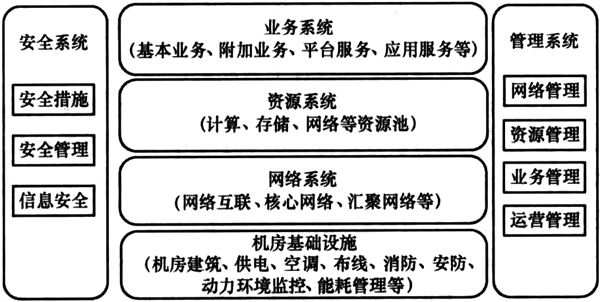 安全系统
安全措施
安全管理
信息安全
业务系统
(基本业务、附加业务、平台服务、应用服务等)
资源系统
(计算、存储、网络等资源池)
网络系统
(网络互联、核心网络、汇聚网络等)
机房基础设施
(机房建筑、供电、空调、布线、消防、安防、
动力环境监控、能耗管理等)
管理系统
网络管理
资源管理
业务管理
运营管理